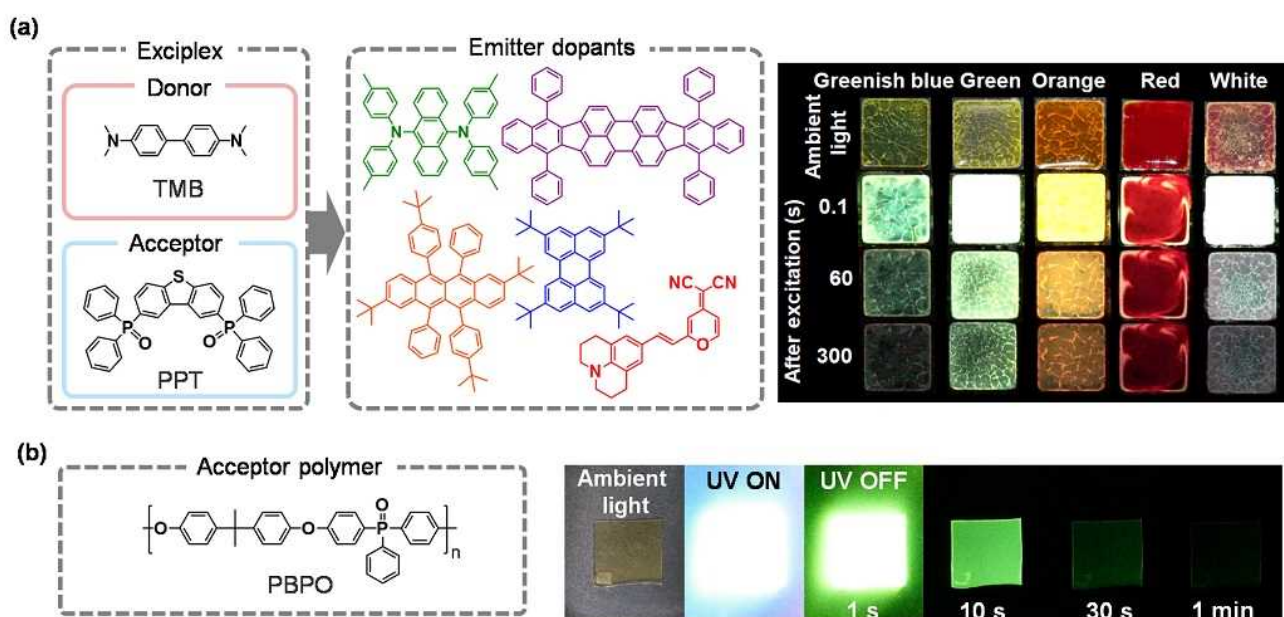 (a)
Exciplex
Donor
N
N
TMB
Acceptor
S
P
P
O
O
PPT
Emitter dopants
N
N
NC
CN
O
N
Greenish blue Green Orange Red White
Ambient light
After excitation (s)
0.1
60
300
(b)
Acceptor polymer
O
O
O
P
n
PBPO
Ambient light
UV ON
UV OFF
1 s
10 s
30 s
1 min